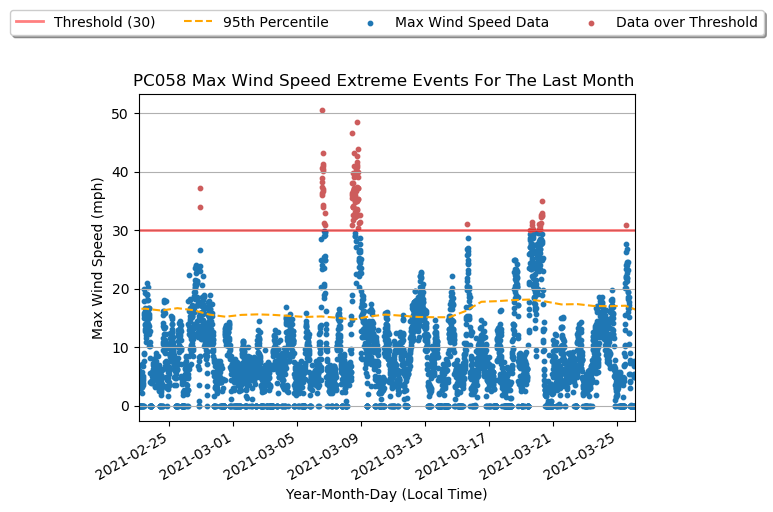 Threshold (30) 95th Percentile Max Wind Speed Data Data over Threshold
PC058 Max Wind Speed Extreme Events For The Last Month
Max Wind Speed (mph)
50
40
30
20
10
0
2021-02-25 2021-03-01 2021-03-05 2021-03-09 2021-03-13 2021-03-17 2021-03-21 2021-03-25
Year-Month-Day (Local Time)